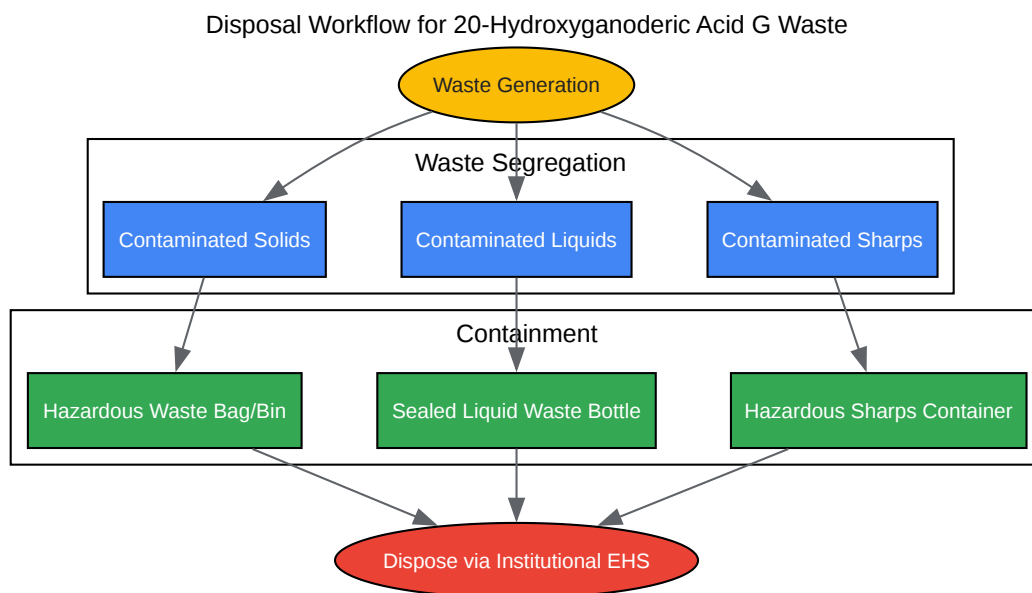 Disposal Workflow for 20-Hydroxyganoderic Acid G Waste
Waste Generation
Waste Segregation
Contaminated Solids
Contaminated Liquids
Contaminated Sharps
Containment
Hazardous Waste Bag/Bin
Sealed Liquid Waste Bottle
Hazardous Sharps Container
Dispose via Institutional EHS